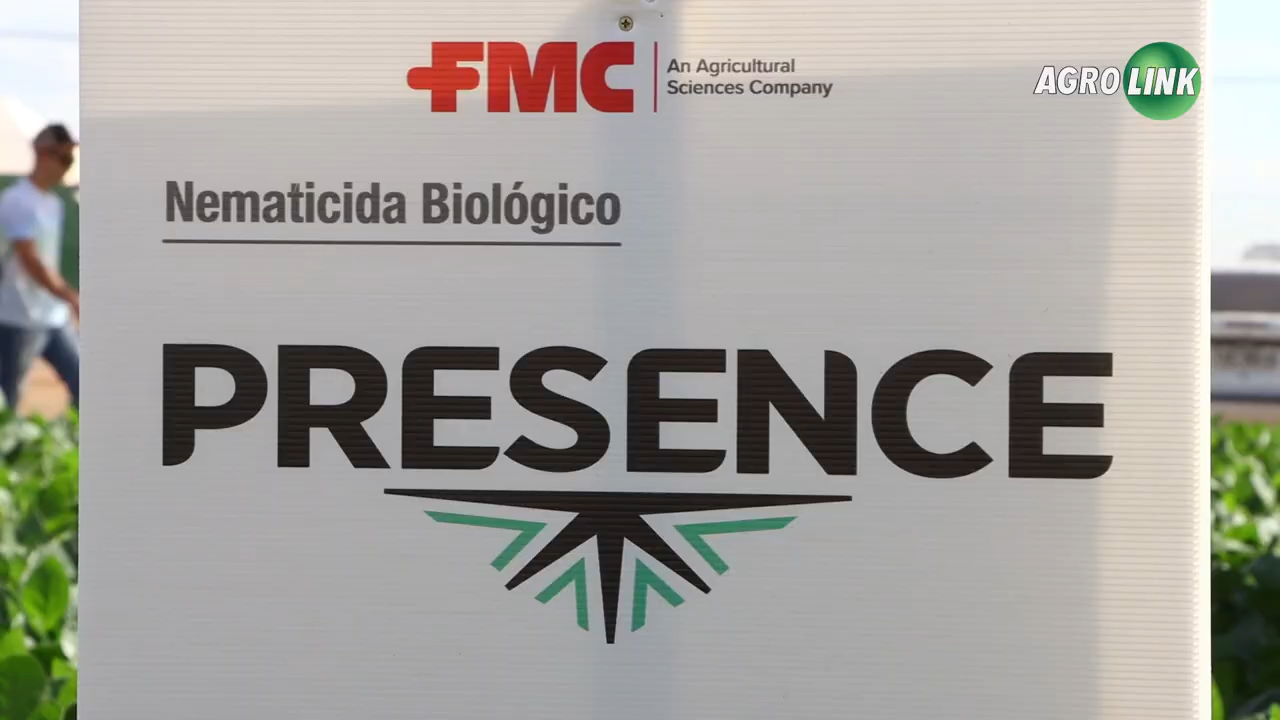 FMC
An Agricultural
Sciences Company
AGROLINK
Nematicida Biológico
PRESENCE